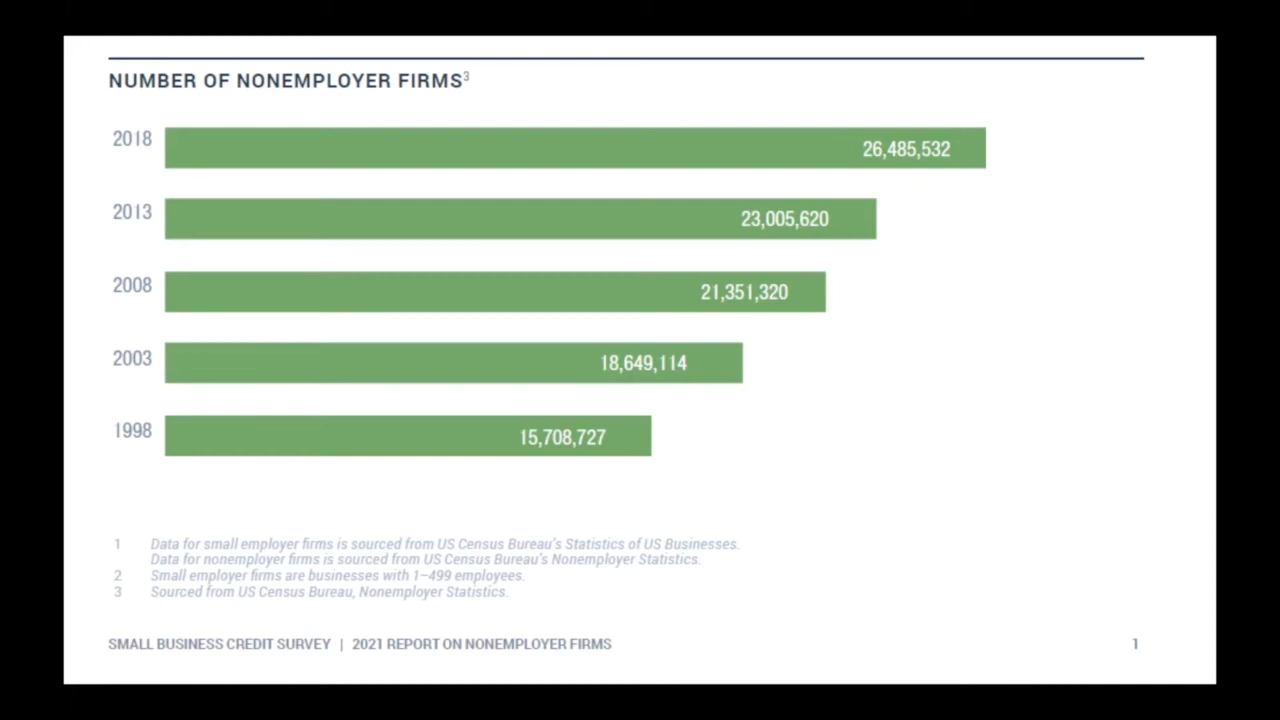 NUMBER OF NONEMPLOYER FIRMS3
2018
26,485,532
2013
23,005,620
2008
21,351,320
2003
18,649,114
1998
15,708,727
1 Data for small employer firms is sourced from US Census Bureau's Statistics of US Businesses.
Data for nonemployer firms is sourced from US Census Bureau's Nonemployer Statistics.
2 Small employer firms are businesses with 1–499 employees.
3 Sourced from US Census Bureau, Nonemployer Statistics.
SMALL BUSINESS CREDIT SURVEY | 2021 REPORT ON NONEMPLOYER FIRMS 1